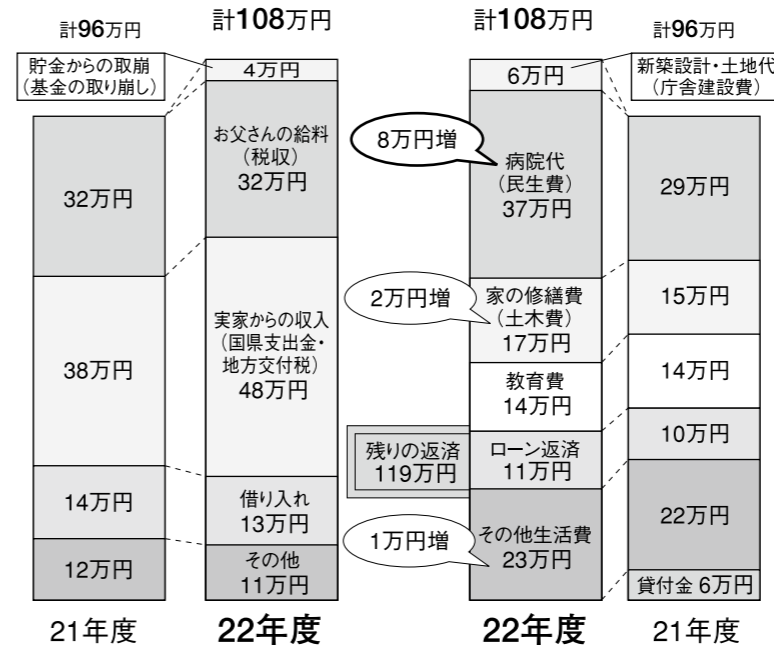 計96万円
貯金からの取崩
(基金の取り崩し)
32万円
38万円
14万円
12万円
21年度
計108万円
4万円
お父さんの給料
(税収)
32万円
実家からの収入
(国県支出金・
地方交付税)
48万円
借り入れ
13万円
その他
11万円
22年度
計108万円
6万円
8万円増
病院代
(民生費)
37万円
2万円増
家の修繕費
(土木費)
17万円
教育費
14万円
残りの返済
119万円
ローン返済
11万円
1万円増
その他生活費
23万円
22年度
計96万円
新築設計・土地代
(庁舎建設費)
29万円
15万円
14万円
10万円
22万円
貸付金 6万円
21年度